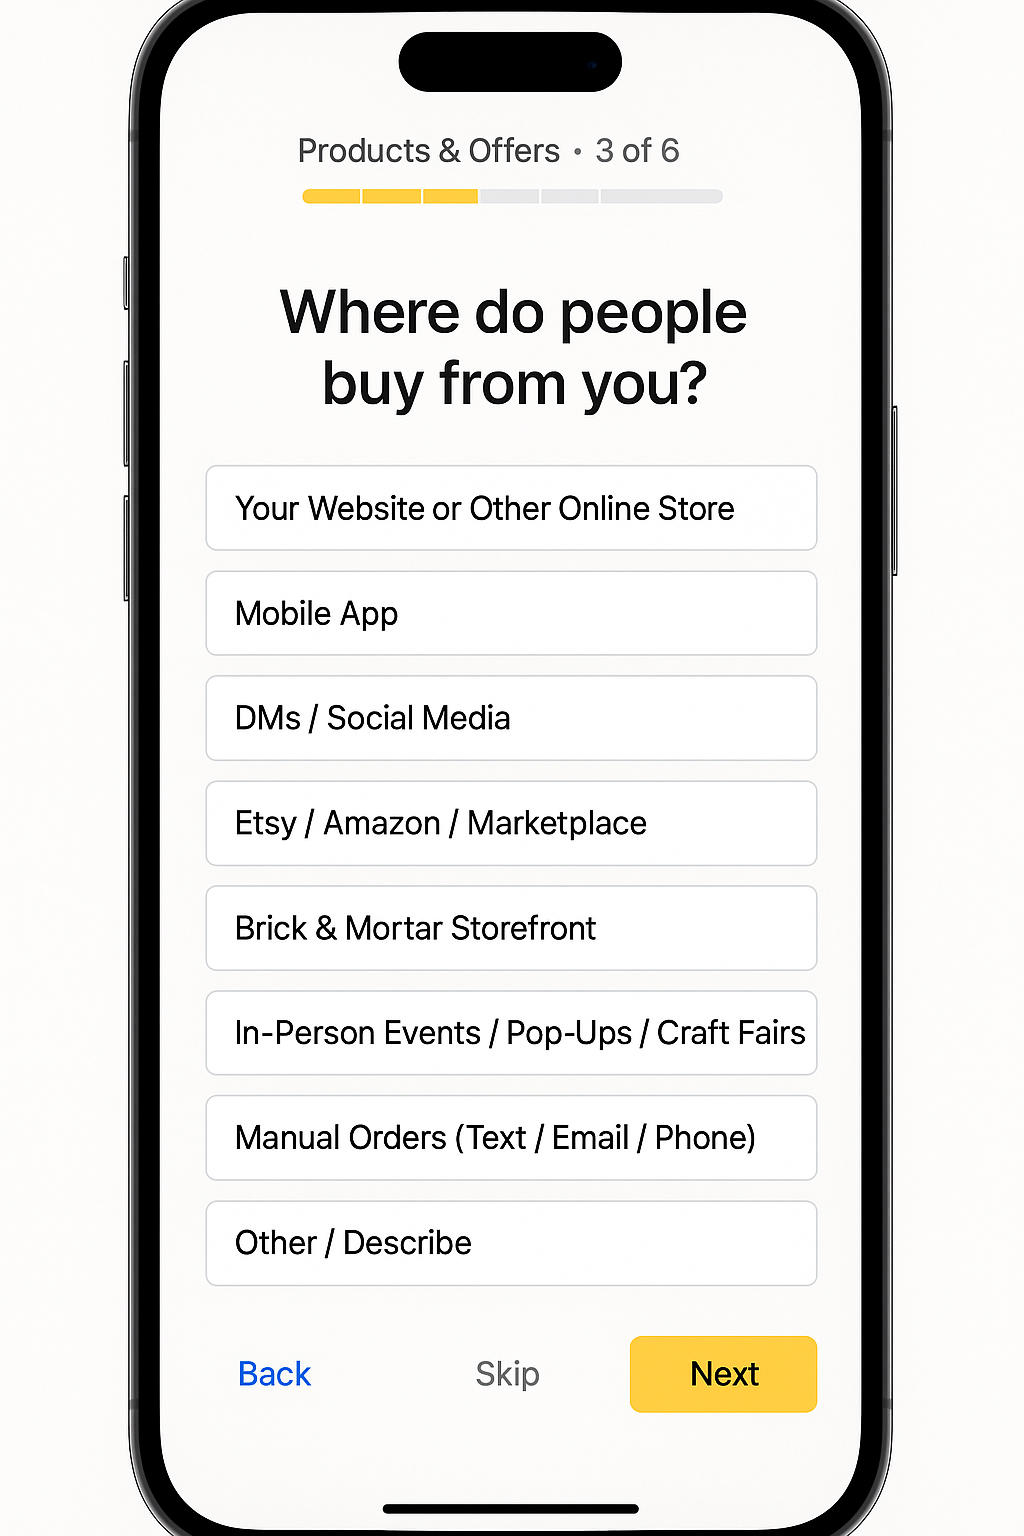 Products & Offers • 3 of 6
Where do people
buy from you?
Your Website or Other Online Store
Mobile App
DMs / Social Media
Etsy / Amazon / Marketplace
Brick & Mortar Storefront
In-Person Events / Pop-Ups / Craft Fairs
Manual Orders (Text / Email / Phone)
Other / Describe
Back Skip Next